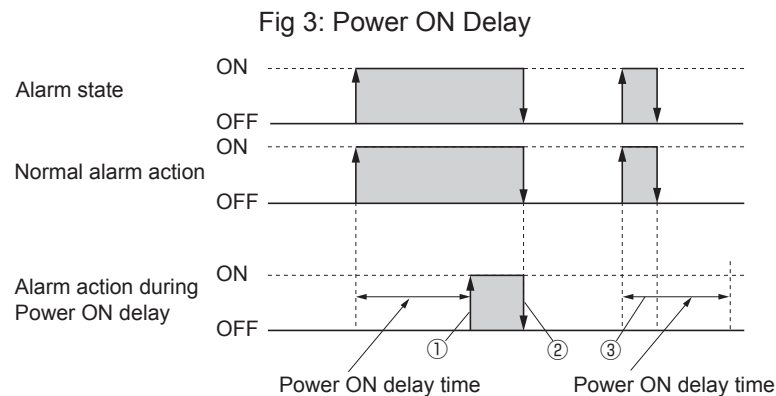 Fig 3: Power ON Delay
Alarm state
ON
OFF
Normal alarm action
ON
OFF
Alarm action during
Power ON delay
ON
OFF
① ② ③
Power ON delay time
Power ON delay time